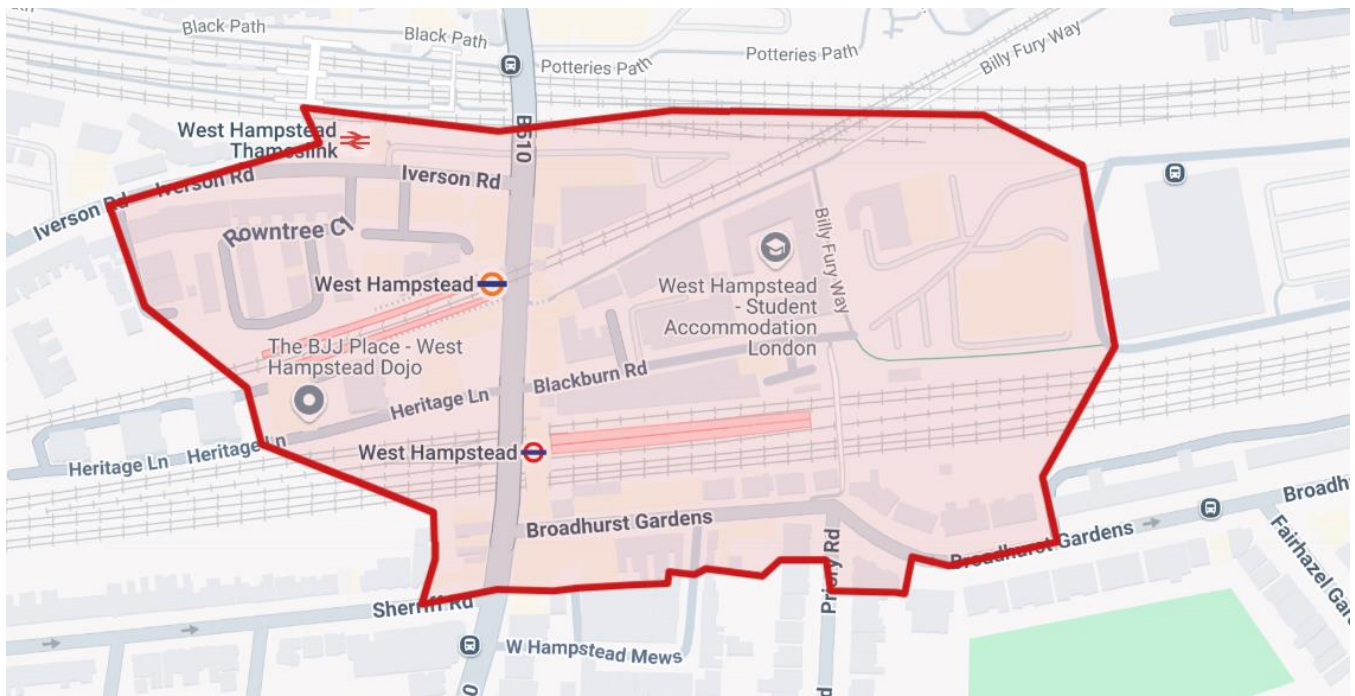 Black Path
Black Path
Potteries Path
Potteries Path
Billy Fury Way
B510
West Hampstead
Thameslink
Iverson Rd
Iverson Rd
Iverson Rd
Rowntree Cl
Billy Fury Way
West Hampstead
West Hampstead
- Student
Accommodation
London
The BJJ Place - West
Hampstead Dojo
Blackburn Rd
Heritage Ln
Heritage Ln
Heritage Ln
West Hampstead
Broadhurst Gardens
Broadhurst Gardens
Priory Rd
Fairhazel Gar
Sherriff Rd
W Hampstead Mews